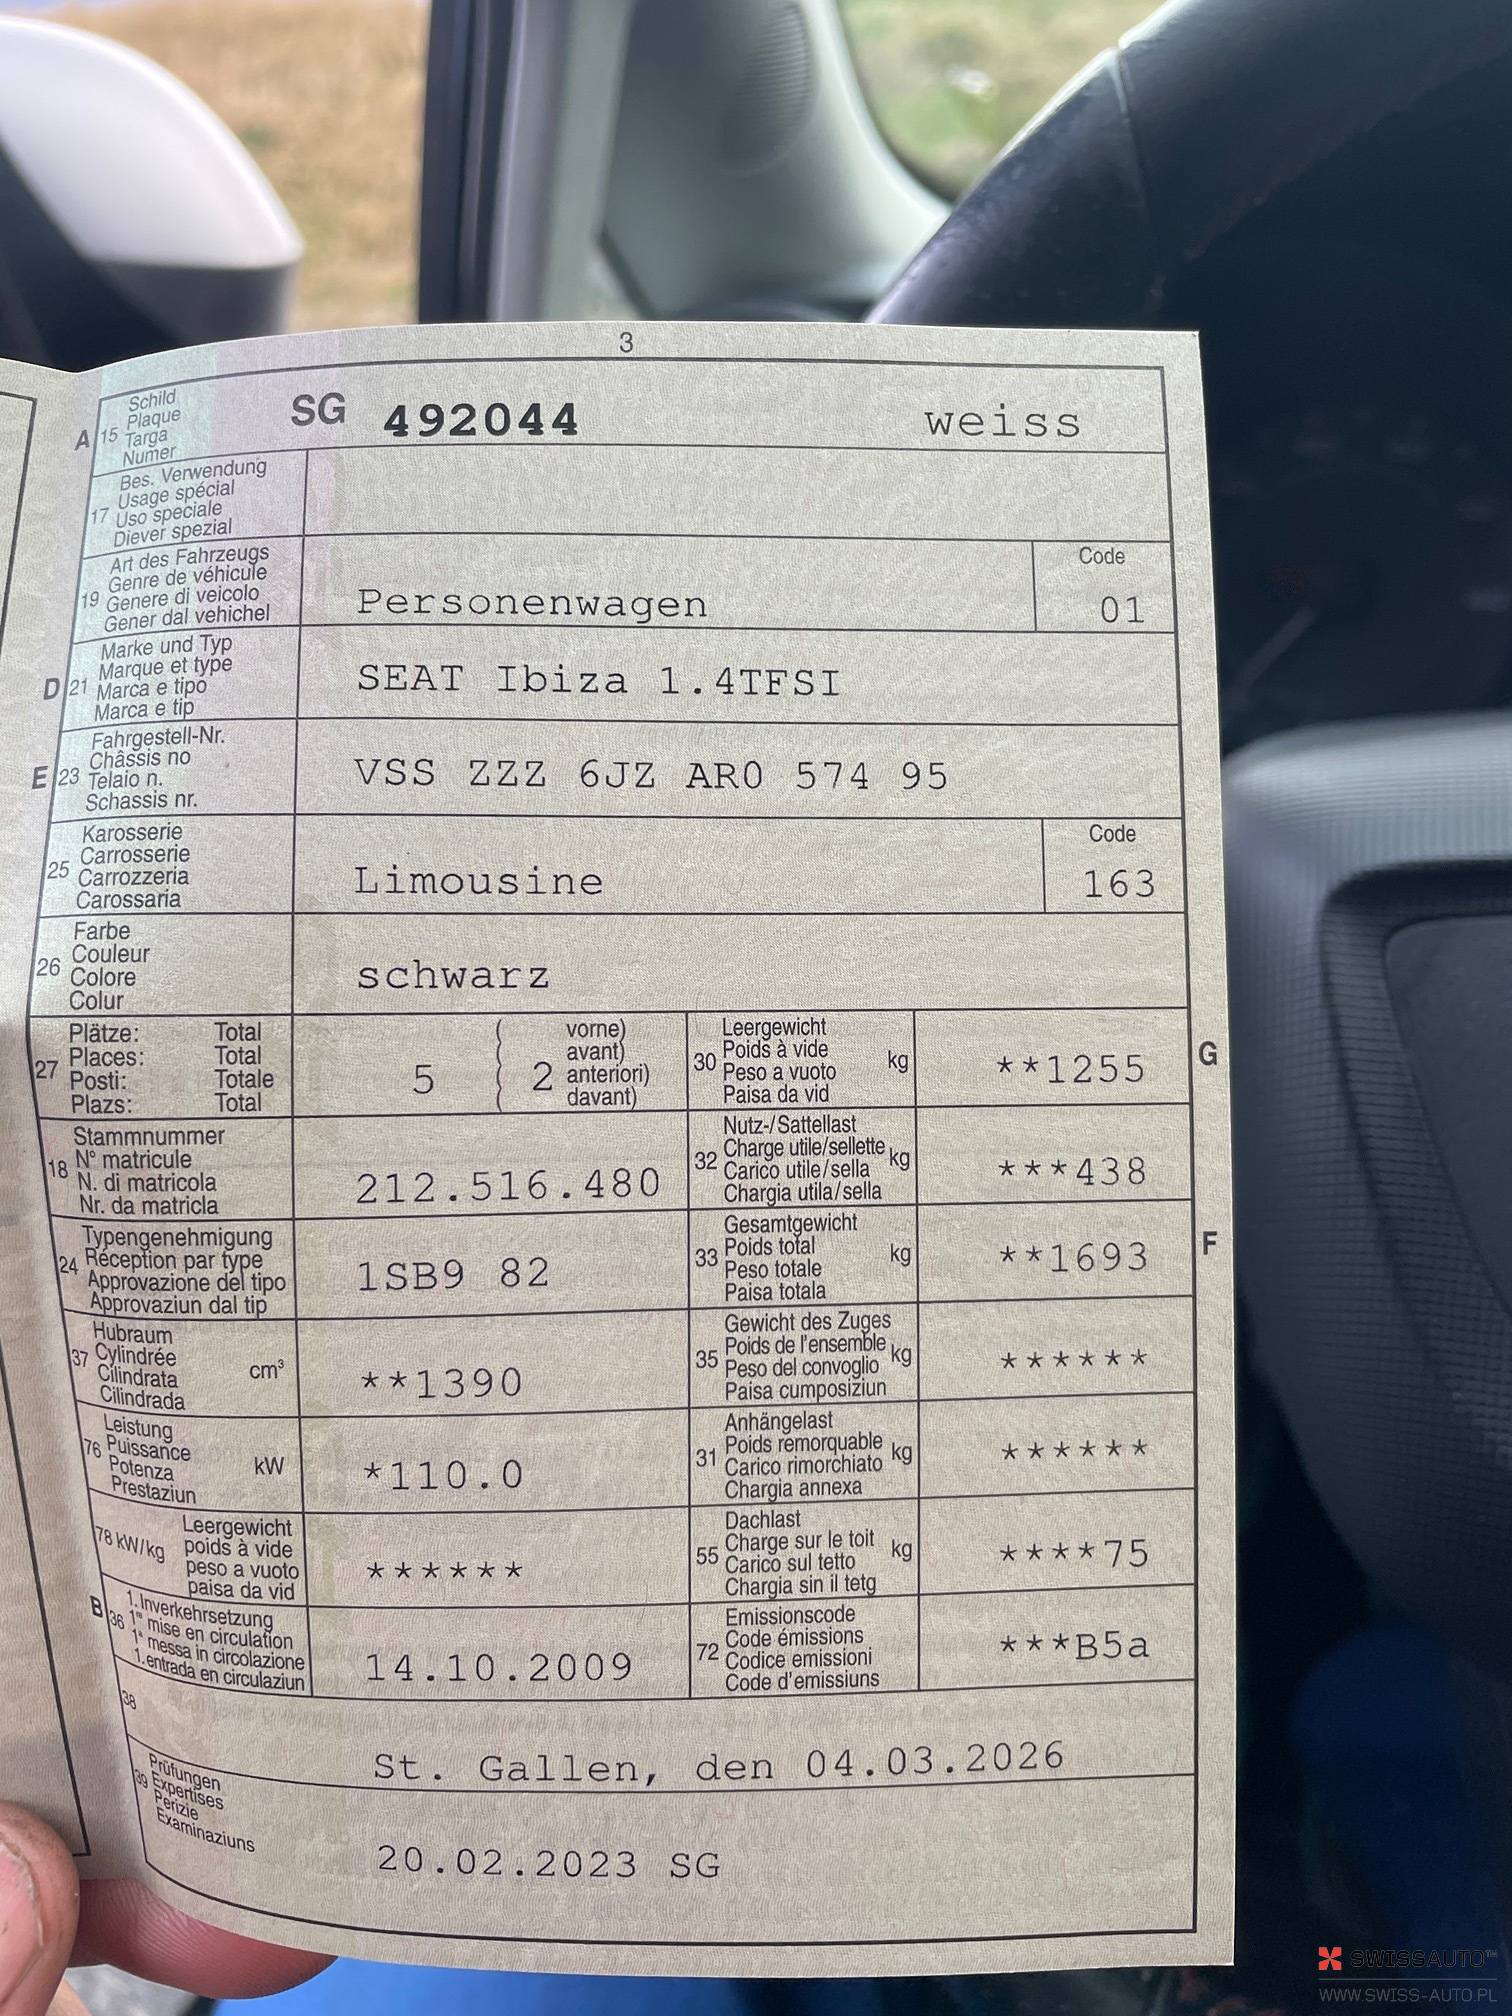 3
A 15 Schild
Plaque
Targa
Numer
SG 492044 weiss
17 Bes. Verwendung
Usage spécial
Uso speciale
Diever spezial
19 Art des Fahrzeugs
Genre de véhicule
Genere di veicolo
Gener dal vehichel
Personenwagen
Code
01
D 21 Marke und Typ
Marque et type
Marca e tipo
Marca e tip
SEAT Ibiza 1.4TFSI
E 23 Fahrgestell-Nr.
Châssis no
Telaio n.
Schassis nr.
VSS ZZZ 6JZ AR0 574 95
25 Karosserie
Carrosserie
Carrozzeria
Carossaria
Limousine
Code
163
26 Farbe
Couleur
Colore
Colur
schwarz
27 Plätze: Total
Places: Total
Posti: Totale
Plazs: Total
5 ( 2 vorne)
( avant)
( anteriori)
( davant)
30 Leergewicht
Poids à vide kg
Peso a vuoto
Paisa da vid
**1255
G
18 Stammnummer
N° matricule
N. di matricola
Nr. da matricla
212.516.480
32 Nutz-/Sattellast
Charge utile/sellette kg
Carico utile/sella
Chargia utila/sella
***438
24 Typengenehmigung
Réception par type
Approvazione del tipo
Approvaziun dal tip
1SB9 82
33 Gesamtgewicht
Poids total kg
Peso totale
Paisa totala
**1693
F
37 Hubraum
Cylindrée cm³
Cilindrata
Cilindrada
**1390
35 Gewicht des Zuges
Poids de l'ensemble kg
Peso del convoglio
Paisa cumposiziun
******
76 Leistung
Puissance kW
Potenza
Prestaziun
*110.0
31 Anhängelast
Poids remorquable kg
Carico rimorchiato
Chargia annexa
******
78 kW/kg Leergewicht
poids à vide
peso a vuoto
paisa da vid
******
55 Dachlast
Charge sur le toit kg
Carico sul tetto
Chargia sin il tetg
****75
B 36 1.Inverkehrsetzung
1re mise en circulation
1a messa in circolazione
1.entrada en circulaziun
14.10.2009
72 Emissionscode
Code émissions
Codice emissioni
Code d'emissiuns
***B5a
38
St. Gallen, den 04.03.2026
39 Prüfungen
Expertises
Perizie
Examinaziuns
20.02.2023 SG
SWISSAUTO™
WWW.SWISS-AUTO.PL